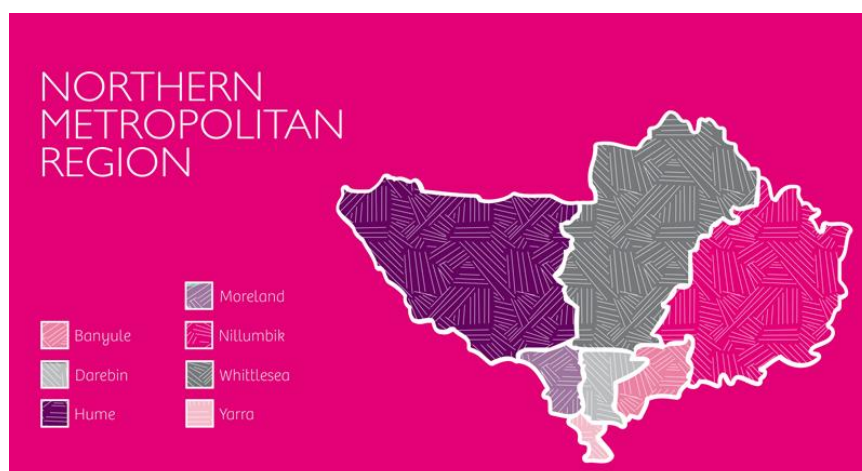 NORTHERN
METROPOLITAN
REGION
Moreland
Banyule
Nillumbik
Darebin
Whittlesea
Hume
Yarra